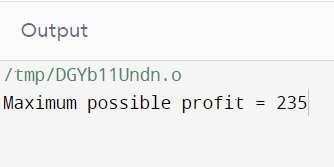 Output
/tmp/DGYb11Undn.o
Maximum possible profit = 235